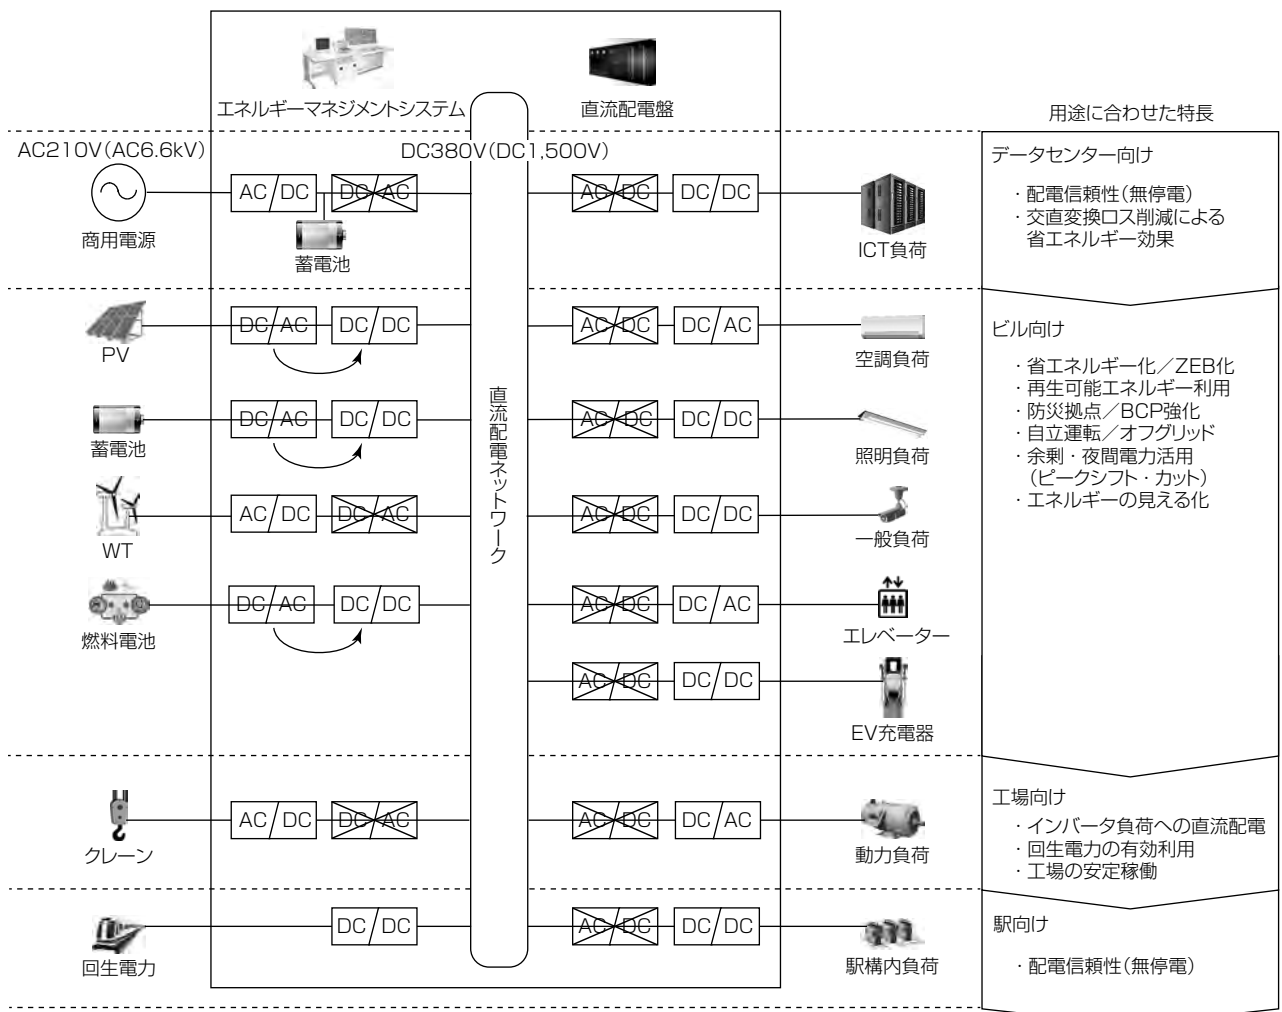 エネルギーマネジメントシステム
直流配電盤
用途に合わせた特長
AC210V(AC6.6kV)
DC380V(DC1,500V)
商用電源
AC/DC
DC/AC
蓄電池
AC/DC
DC/DC
ICT負荷
データセンター向け
・配電信頼性(無停電)
・交直変換ロス削減による
省エネルギー効果
直流配電ネットワーク
PV
DC/AC
DC/DC
AC/DC
DC/AC
空調負荷
蓄電池
DC/AC
DC/DC
AC/DC
DC/DC
照明負荷
WT
AC/DC
DC/AC
AC/DC
DC/DC
一般負荷
燃料電池
DC/AC
DC/DC
AC/DC
DC/AC
エレベーター
AC/DC
DC/DC
EV充電器
ビル向け
・省エネルギー化/ZEB化
・再生可能エネルギー利用
・防災拠点/BCP強化
・自立運転/オフグリッド
・余剰・夜間電力活用
(ピークシフト・カット)
・エネルギーの見える化
クレーン
AC/DC
DC/AC
AC/DC
DC/AC
動力負荷
工場向け
・インバータ負荷への直流配電
・回生電力の有効利用
・工場の安定稼働
回生電力
DC/DC
AC/DC
DC/DC
駅構内負荷
駅向け
・配電信頼性(無停電)